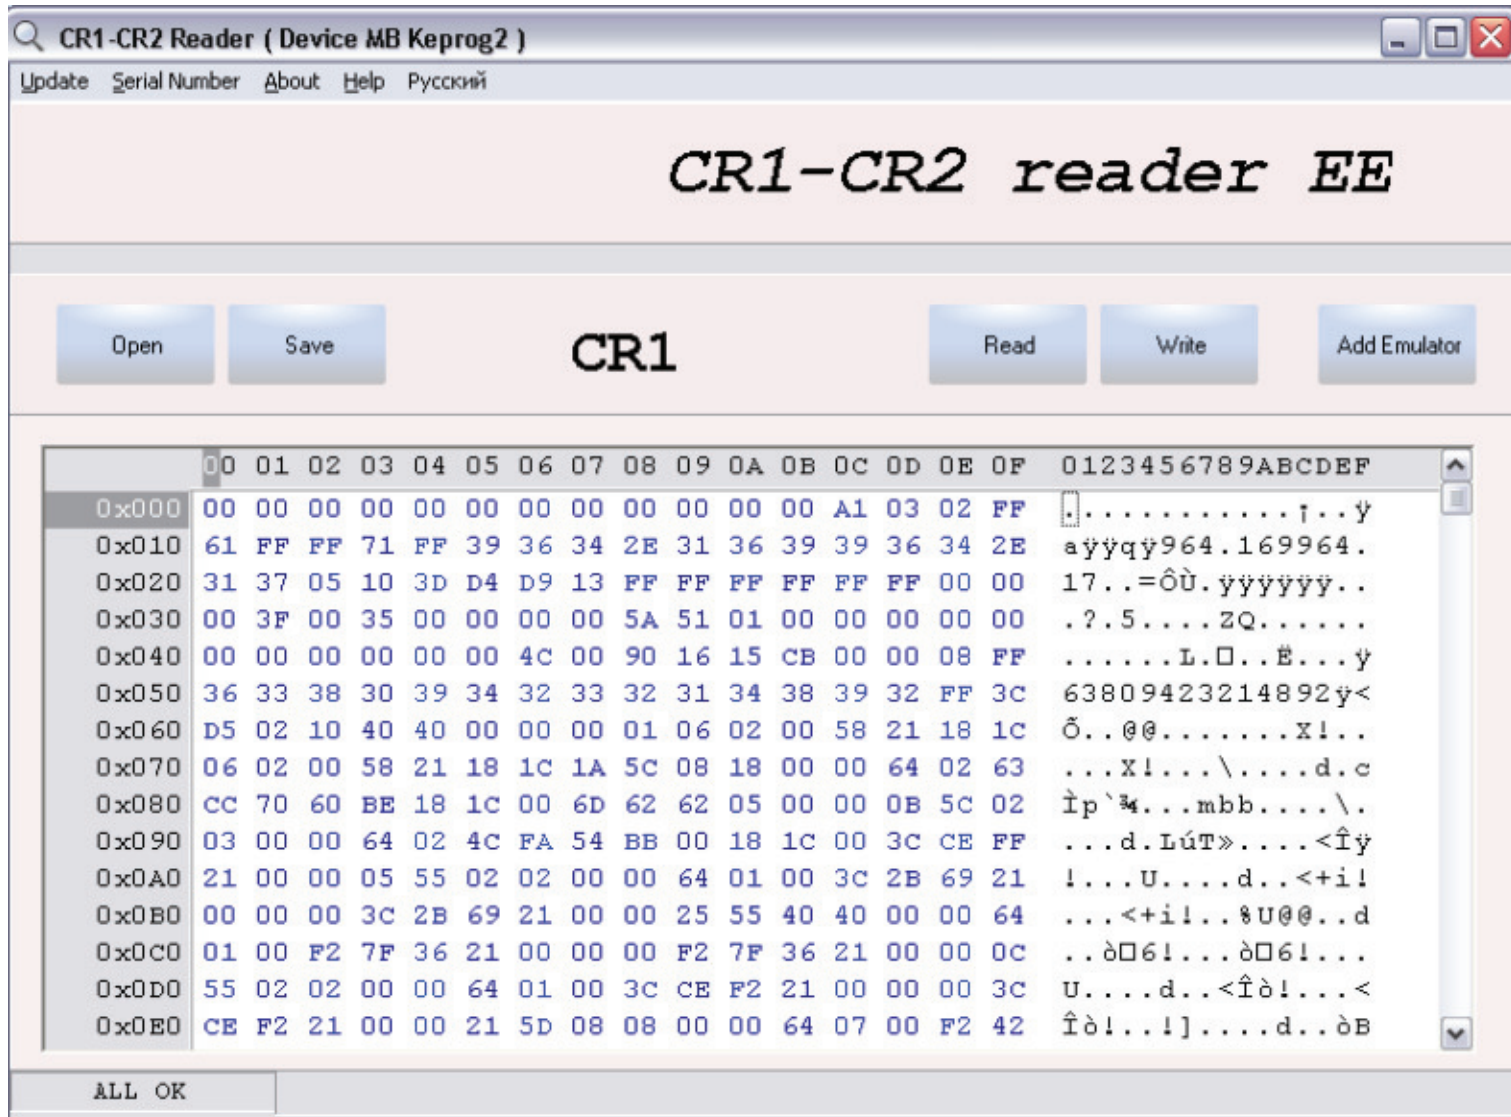 CR1-CR2 Reader ( Device MB Keprog2 )
Update Serial Number About Help Русский
CR1-CR2 reader EE
Open Save CR1 Read Write Add Emulator
00 01 02 03 04 05 06 07 08 09 0A 0B 0C 0D 0E 0F 0123456789ABCDEF
0x000 00 00 00 00 00 00 00 00 00 00 00 00 A1 03 02 FF ............¡..ÿ
0x010 61 FF FF 71 FF 39 36 34 2E 31 36 39 39 36 34 2E aÿÿqÿ964.169964.
0x020 31 37 05 10 3D D4 D9 13 FF FF FF FF FF FF 00 00 17..=ÔÙ.ÿÿÿÿÿÿ..
0x030 00 3F 00 35 00 00 00 00 5A 51 01 00 00 00 00 00 .?.5....ZQ......
0x040 00 00 00 00 00 00 4C 00 90 16 15 CB 00 00 08 FF ......L.□..Ë...ÿ
0x050 36 33 38 30 39 34 32 33 32 31 34 38 39 32 FF 3C 63809423214892ÿ<
0x060 D5 02 10 40 40 00 00 00 01 06 02 00 58 21 18 1C Õ..@@.......X!..
0x070 06 02 00 58 21 18 1C 1A 5C 08 18 00 00 64 02 63 ...X!...\....d.c
0x080 CC 70 60 BE 18 1C 00 6D 62 62 05 00 00 0B 5C 02 Ìp`¾...mbb....\.
0x090 03 00 00 64 02 4C FA 54 BB 00 18 1C 00 3C CE FF ...d.LúT»....<Îÿ
0x0A0 21 00 00 05 55 02 02 00 00 64 01 00 3C 2B 69 21 !...U....d..<+i!
0x0B0 00 00 00 3C 2B 69 21 00 00 25 55 40 40 00 00 64 ...<+i!..%U@@..d
0x0C0 01 00 F2 7F 36 21 00 00 00 F2 7F 36 21 00 00 0C ..ò□6!...ò□6!...
0x0D0 55 02 02 00 00 64 01 00 3C CE F2 21 00 00 00 3C U....d..<Îò!...<
0x0E0 CE F2 21 00 00 21 5D 08 08 00 00 64 07 00 F2 42 Îò!..!]....d..òB
ALL OK